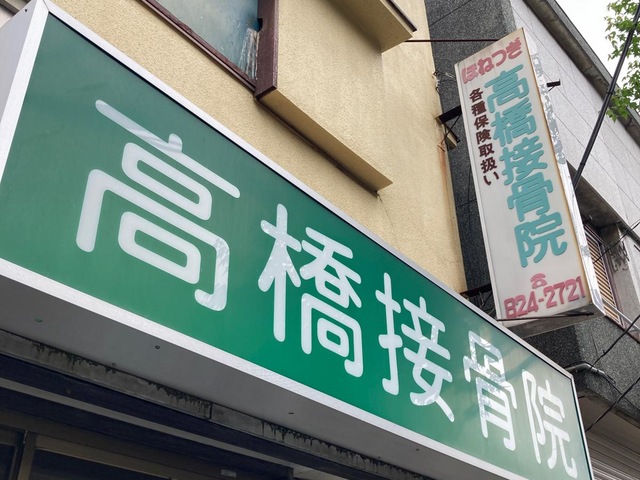 高橋接骨院
ほねつぎ
高橋接骨院
各種保険取扱い
☎
824-2721